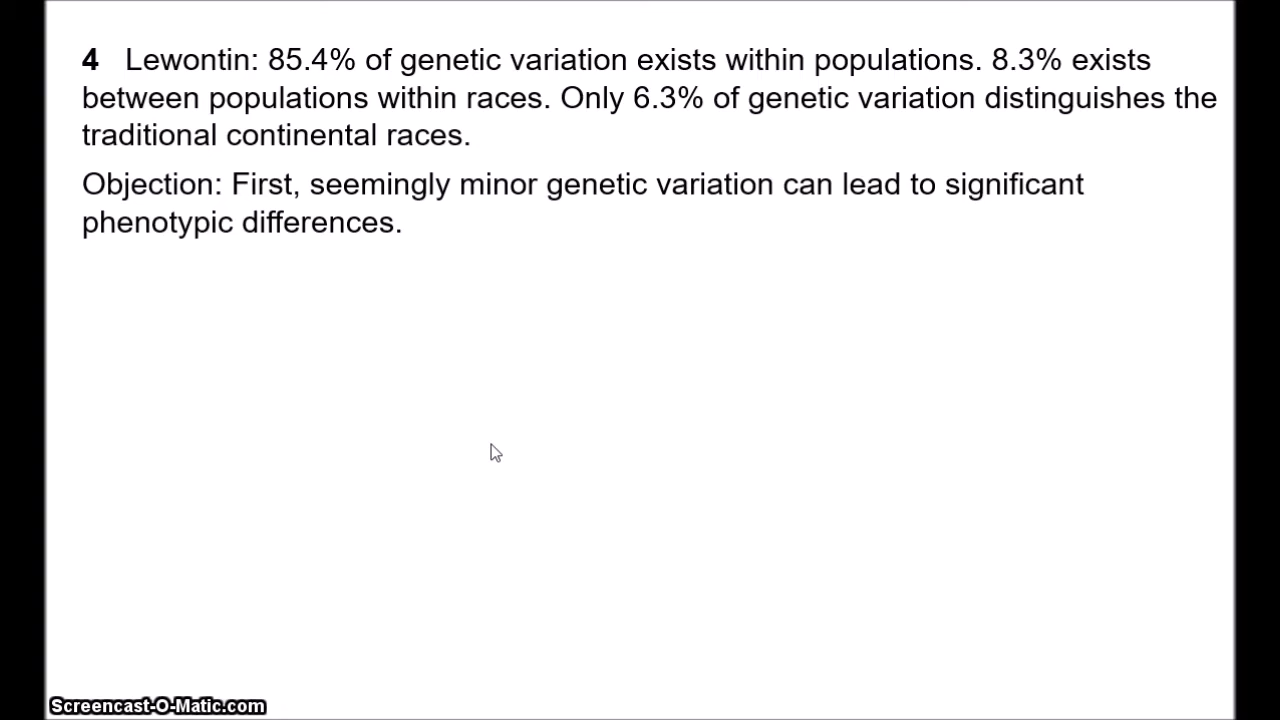 4 Lewontin: 85.4% of genetic variation exists within populations. 8.3% exists
between populations within races. Only 6.3% of genetic variation distinguishes the
traditional continental races.
Objection: First, seemingly minor genetic variation can lead to significant
phenotypic differences.
Screencast-O-Matic.com